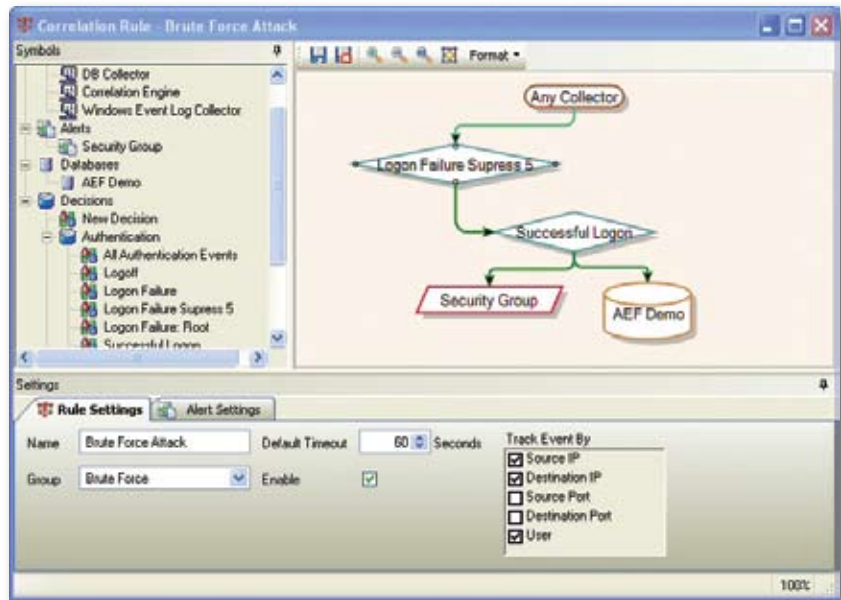 Correlation Rule - Brute Force Attack
Symbols
DB Collector
Correlation Engine
Windows Event Log Collector
Alerts
Security Group
Databases
AEF Demo
Decisions
New Decision
Authentication
All Authentication Events
Logoff
Logon Failure
Logon Failure Supress 5
Logon Failure: Root
Successful Logon
Format
Any Collector
Logon Failure Supress 5
Successful Logon
Security Group
AEF Demo
Settings
Rule Settings
Alert Settings
Name
Brute Force Attack
Default Timeout
60
Seconds
Group
Brute Force
Enable
Track Event By
Source IP
Destination IP
Source Port
Destination Port
User
100%